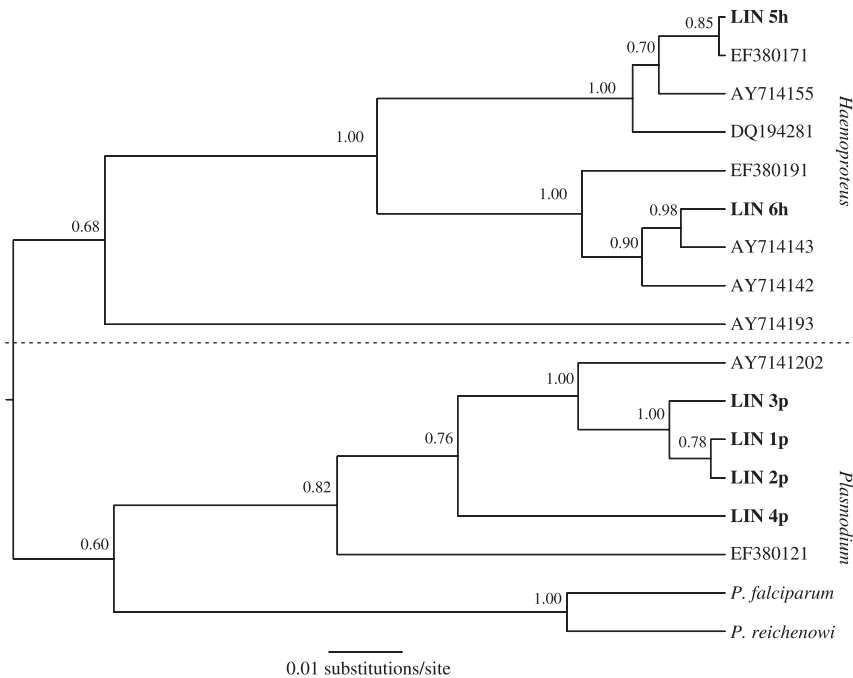 0.85
LIN 5h
0.70
EF380171
1.00
AY714155
DQ194281
1.00
EF380191
1.00
0.98
LIN 6h
0.68
0.90
AY714143
AY714142
AY714193
Haemoproteus
AY7141202
1.00
LIN 3p
1.00
0.76
0.78
LIN 1p
LIN 2p
0.82
LIN 4p
0.60
EF380121
Plasmodium
1.00
P. falciparum
P. reichenowi
0.01 substitutions/site